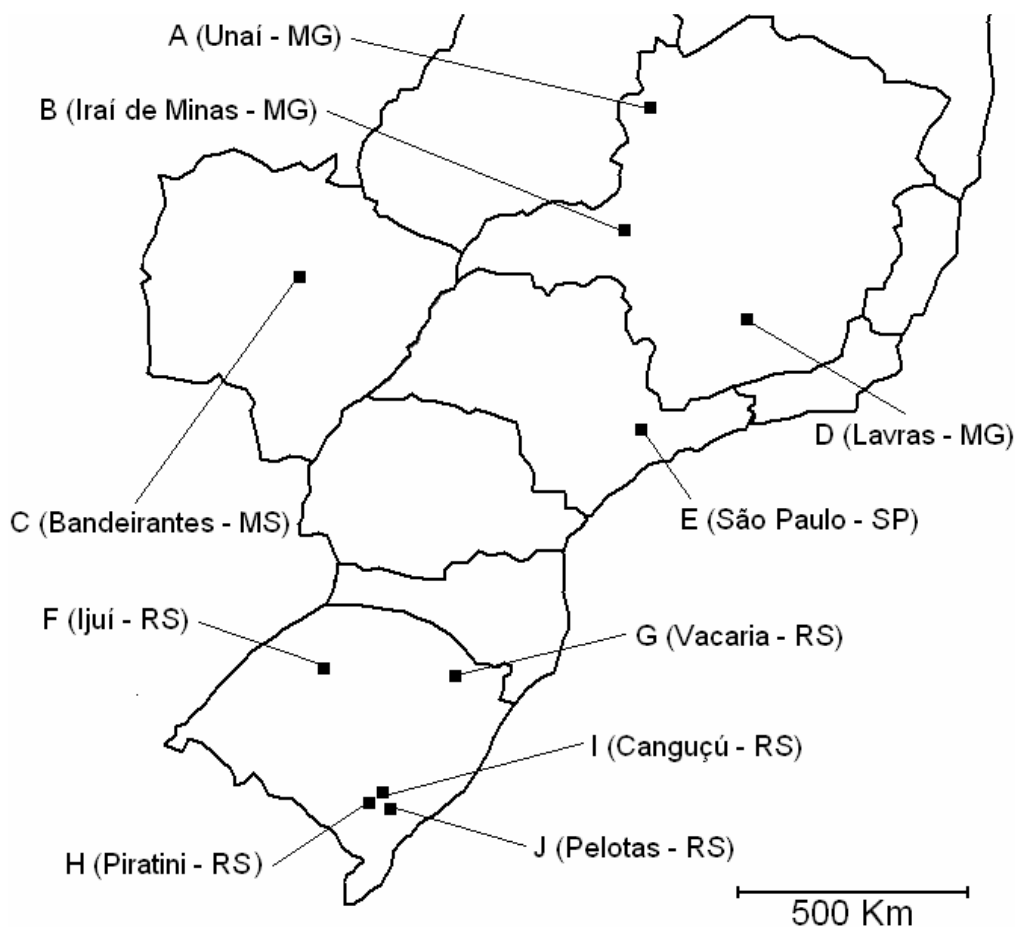 A (Unaí - MG)
B (Iraí de Minas - MG)
D (Lavras - MG)
C (Bandeirantes - MS)
E (São Paulo - SP)
F (Ijuí - RS)
G (Vacaria - RS)
I (Canguçú - RS)
J (Pelotas - RS)
H (Piratini - RS)
500 Km